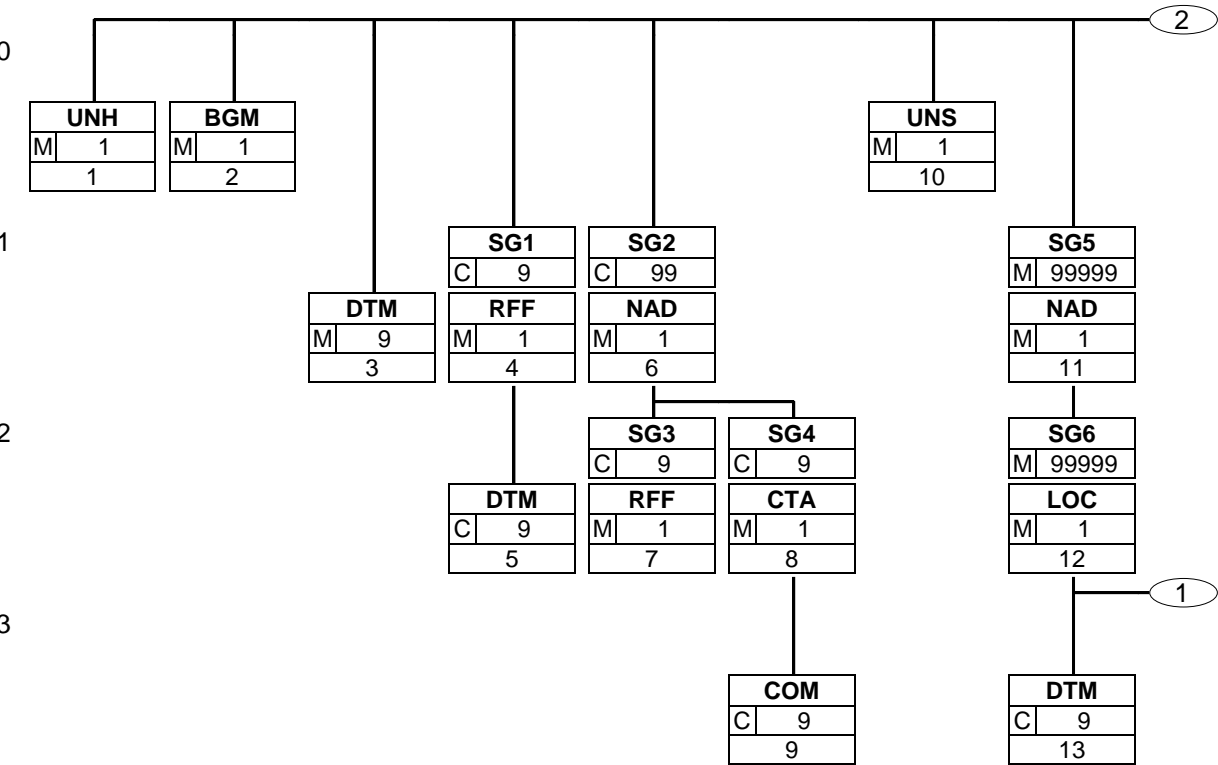 2
0
UNH
M 1
1
BGM
M 1
2
UNS
M 1
10
1
SG1
C 9
SG2
C 99
SG5
M 99999
DTM
M 9
3
RFF
M 1
4
NAD
M 1
6
NAD
M 1
11
2
SG3
C 9
SG4
C 9
SG6
M 99999
DTM
C 9
5
RFF
M 1
7
CTA
M 1
8
LOC
M 1
12
1
3
COM
C 9
9
DTM
C 9
13